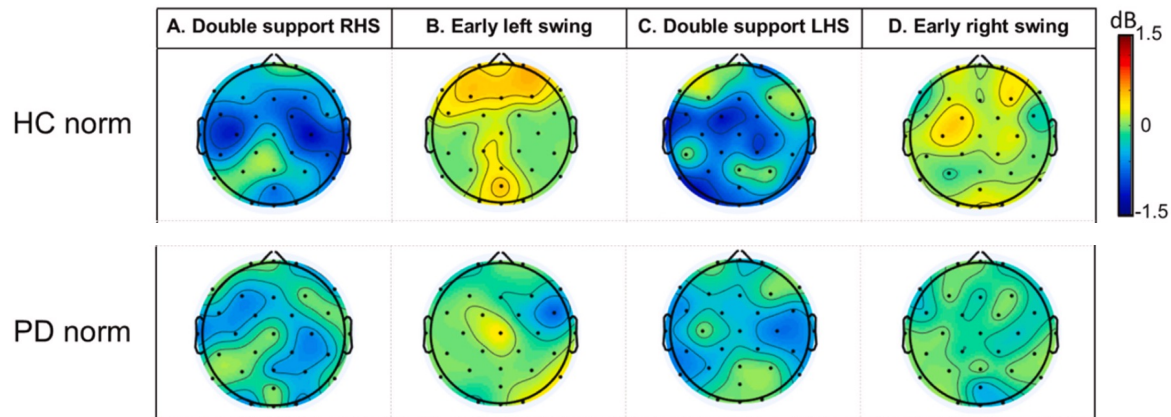 A. Double support RHS
B. Early left swing
C. Double support LHS
D. Early right swing
dB
1.5
HC norm
0
-1.5
PD norm